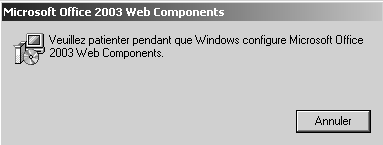 Microsoft Office 2003 Web Components
Veuillez patienter pendant que Windows configure Microsoft Office
2003 Web Components.
Annuler